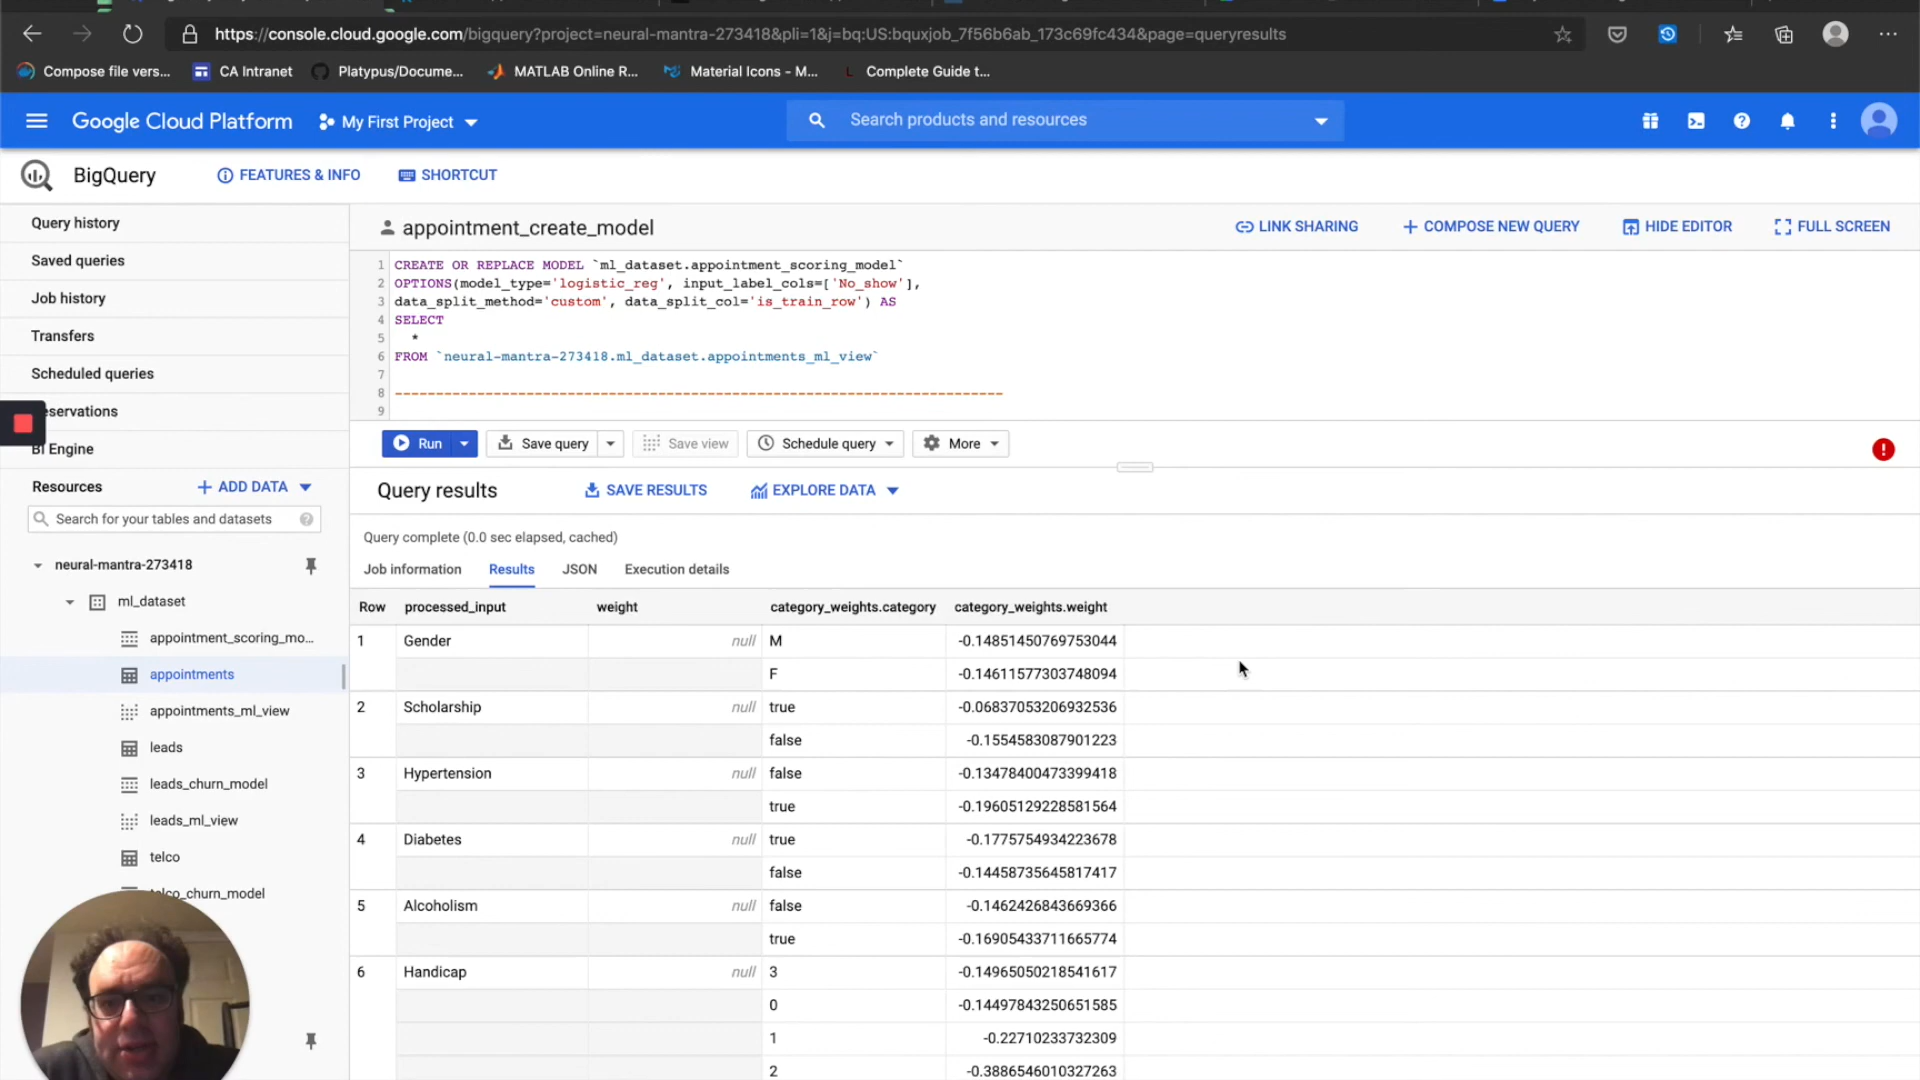 https://console.cloud.google.com/bigquery?project=neural-mantra-273418&pli=1&j=bq:US:bquxjob_7f56b6ab_173c69fc434&page=queryresults
Compose file vers...
CA Intranet
Platypus/Docume...
MATLAB Online R...
Material Icons - M...
Complete Guide t...
Google Cloud Platform
My First Project
Search products and resources
BigQuery
FEATURES & INFO
SHORTCUT
Query history
Saved queries
Job history
Transfers
Scheduled queries
eservations
BI Engine
Resources
ADD DATA
Search for your tables and datasets
neural-mantra-273418
ml_dataset
appointment_scoring_mo...
appointments
appointments_ml_view
leads
leads_churn_model
leads_ml_view
telco
telco_churn_model
appointment_create_model
LINK SHARING
COMPOSE NEW QUERY
HIDE EDITOR
FULL SCREEN
1 CREATE OR REPLACE MODEL `ml_dataset.appointment_scoring_model`
2 OPTIONS(model_type='logistic_reg', input_label_cols=['No_show'],
3 data_split_method='custom', data_split_col='is_train_row') AS
4 SELECT
5 *
6 FROM `neural-mantra-273418.ml_dataset.appointments_ml_view`
7
8 --------------------------------------------------------------------------
9
Run
Save query
Save view
Schedule query
More
Query results
SAVE RESULTS
EXPLORE DATA
Query complete (0.0 sec elapsed, cached)
Job information
Results
JSON
Execution details
Row processed_input weight category_weights.category category_weights.weight
1 Gender null M -0.14851450769753044
F -0.14611577303748094
2 Scholarship null true -0.06837053206932536
false -0.1554583087901223
3 Hypertension null false -0.13478400473399418
true -0.19605129228581564
4 Diabetes null true -0.1775754934223678
false -0.14458735645817417
5 Alcoholism null false -0.1462426843669366
true -0.16905433711665774
6 Handicap null 3 -0.14965050218541617
0 -0.14497843250651585
1 -0.22710233732309
2 -0.3886546010327263